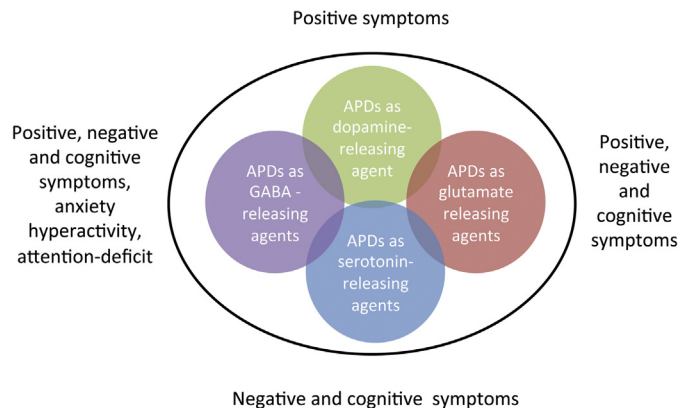 Positive symptoms
Positive, negative
and cognitive
symptoms,
anxiety
hyperactivity,
attention-deficit
APDs as
dopamine-
releasing
agent
APDs as
GABA -
releasing
agents
APDs as
glutamate
releasing
agents
APDs as
serotonin-
releasing
agents
Positive,
negative
and
cognitive
symptoms
Negative and cognitive symptoms